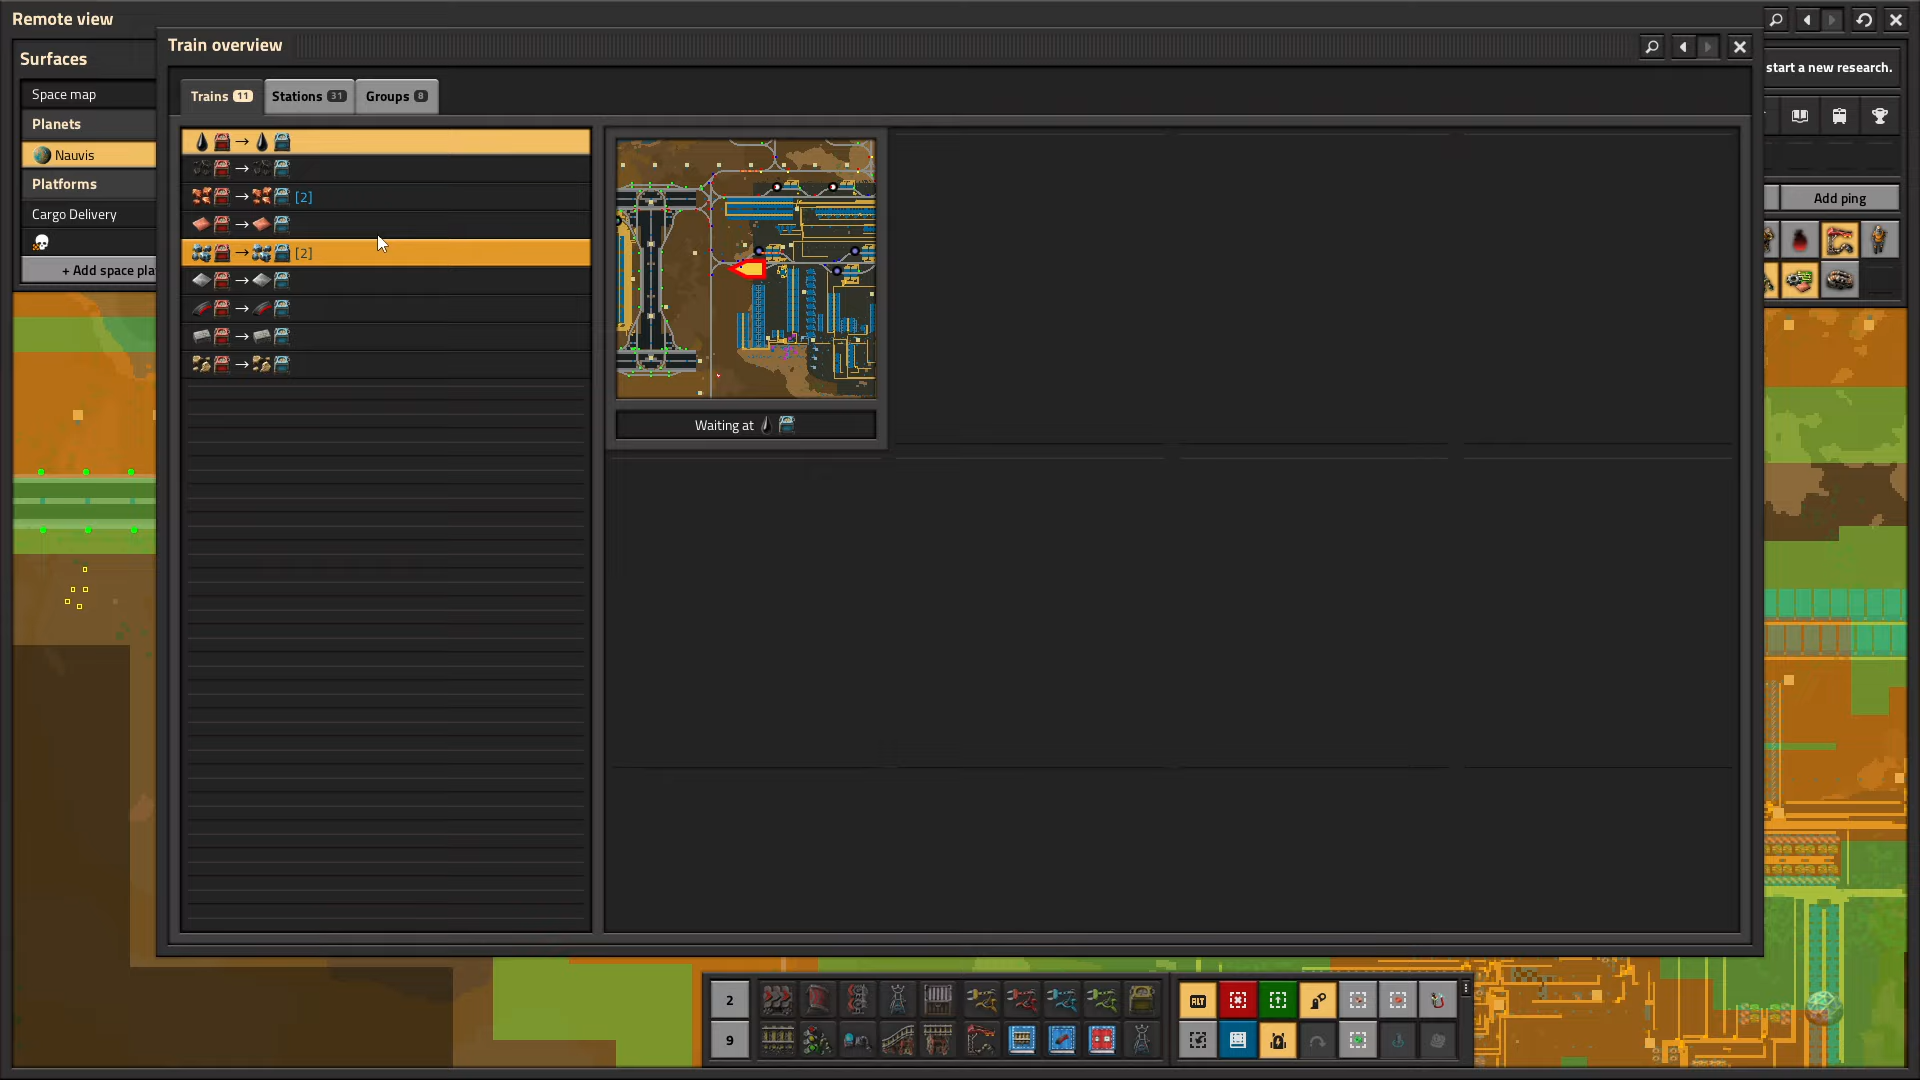 Remote view
Train overview
Surfaces
start a new research.
Trains 11
Stations 31
Groups 8
Space map
Planets
Nauvis
Platforms
Add ping
[2]
Cargo Delivery
[2]
+ Add space pla
Waiting at
2
ALT
9